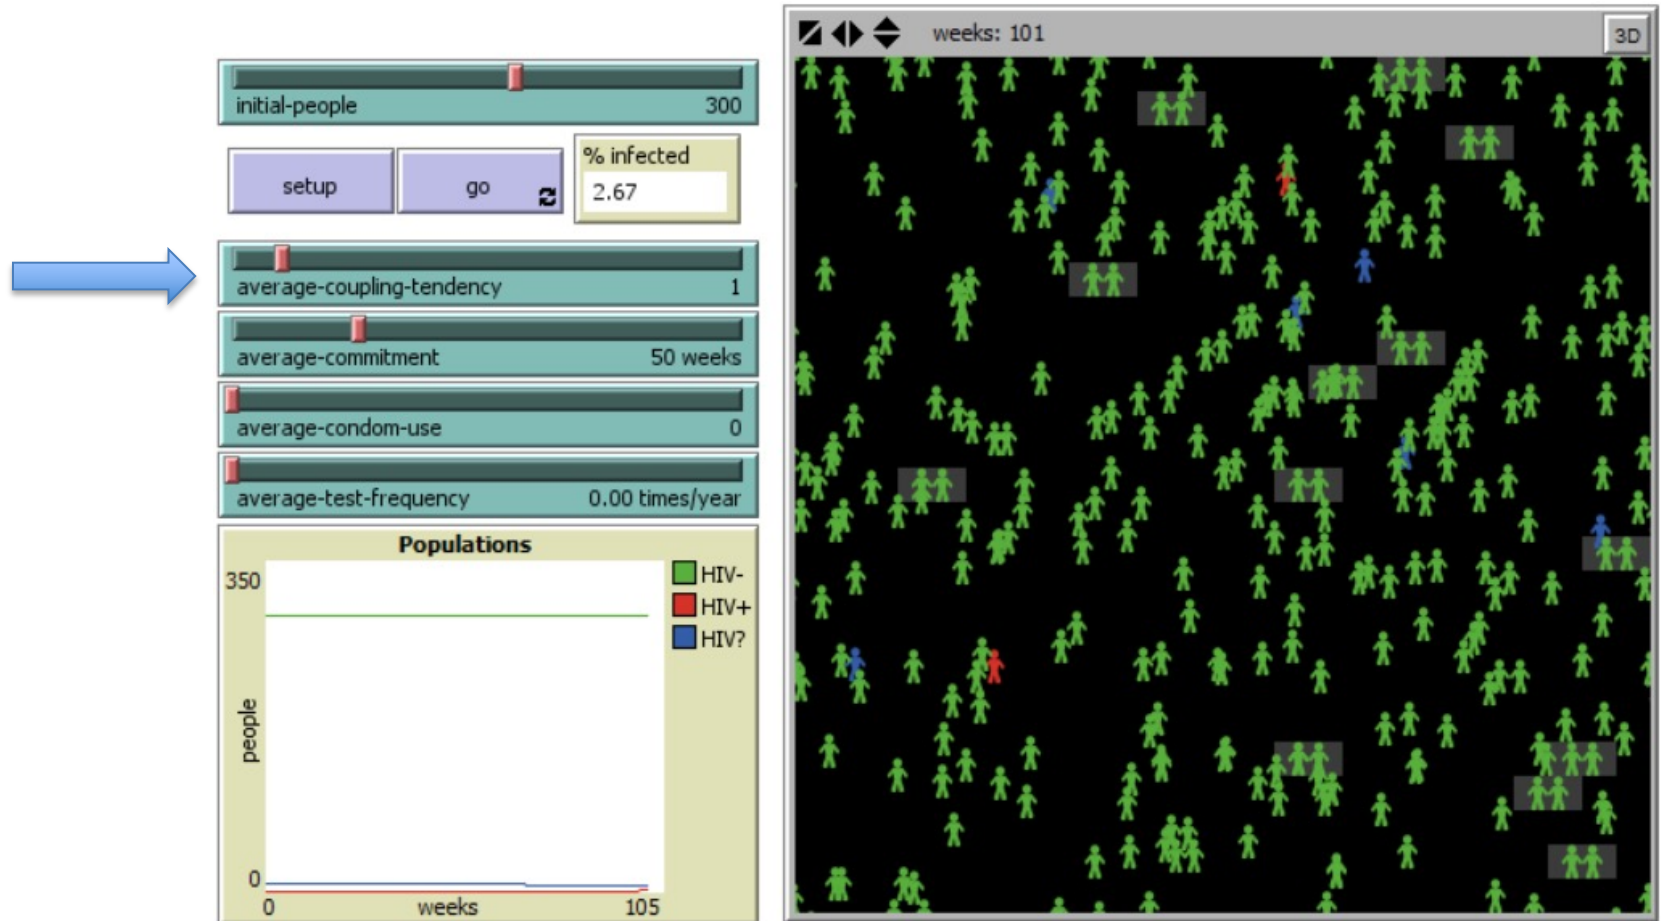 initial-people 300
setup
go
% infected
2.67
average-coupling-tendency 1
average-commitment 50 weeks
average-condom-use 0
average-test-frequency 0.00 times/year
Populations
350
people
0
0 weeks 105
HIV-
HIV+
HIV?
weeks: 101
3D